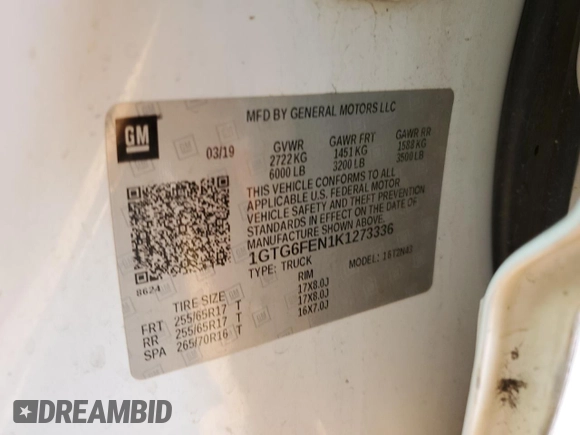 MFD BY GENERAL MOTORS LLC
GM
03/19
GVWR GAWR FRT GAWR RR
2722 KG 1451 KG 1588 KG
6000 LB 3200 LB 3500 LB
THIS VEHICLE CONFORMS TO ALL
APPLICABLE U.S. FEDERAL MOTOR
VEHICLE SAFETY AND THEFT PREVENTION
STANDARDS IN EFFECT ON THE DATE OF
MANUFACTURE SHOWN ABOVE.
1GTG6FEN1K1273336
TYPE: TRUCK MODEL:
8624
TIRE SIZE RIM
FRT 255/65R17 T 17X8.0J
RR 255/65R17 T 17X8.0J
SPA 265/70R16 T 16X7.0J
DREAMBID